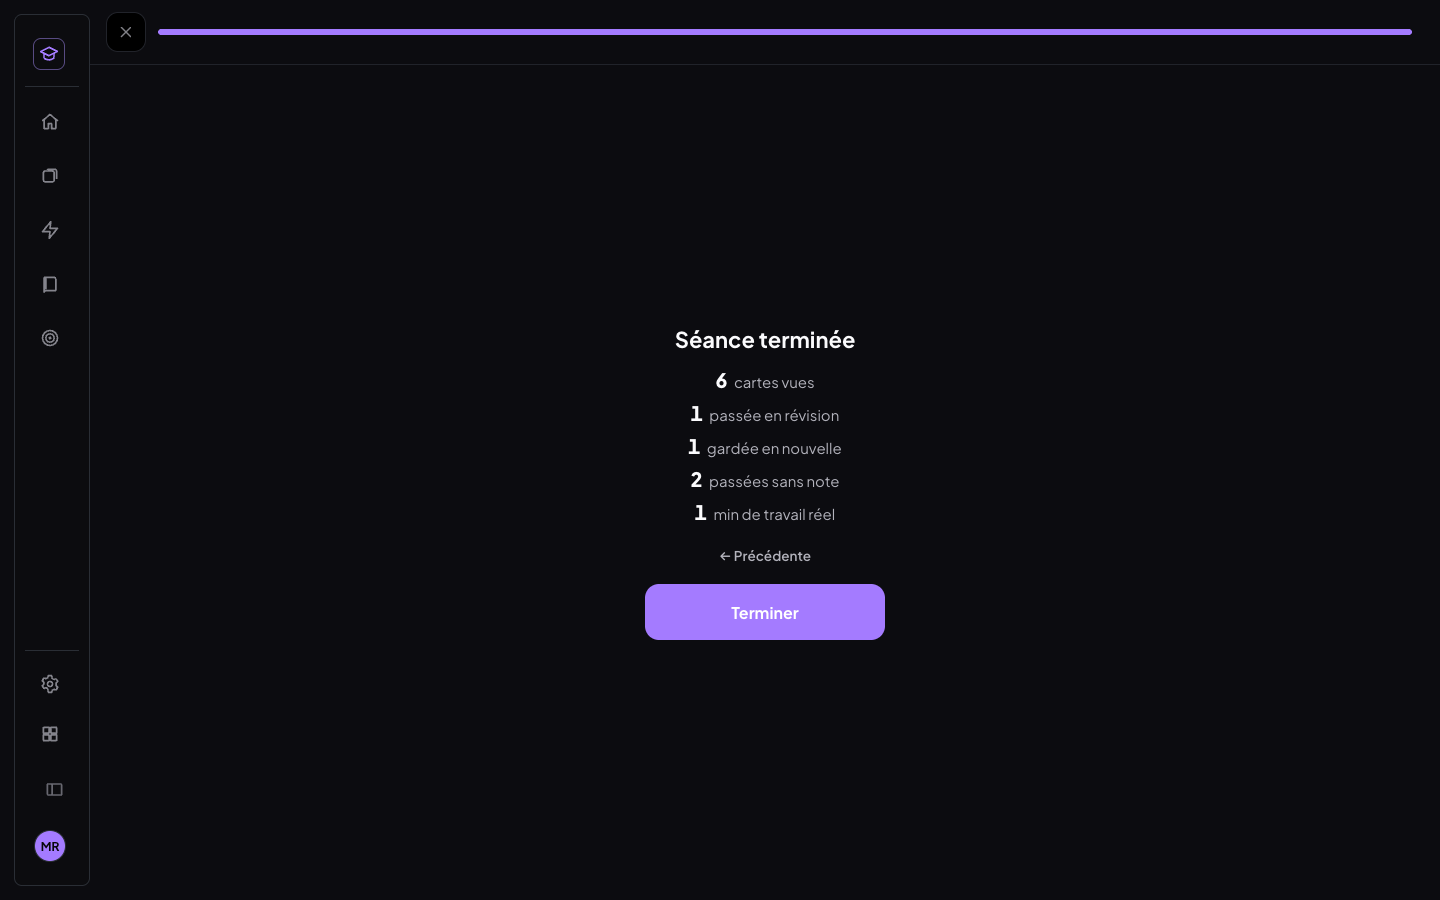 Séance terminée
6 cartes vues
1 passée en révision
1 gardée en nouvelle
2 passées sans note
1 min de travail réel
← Précédente
Terminer
MR